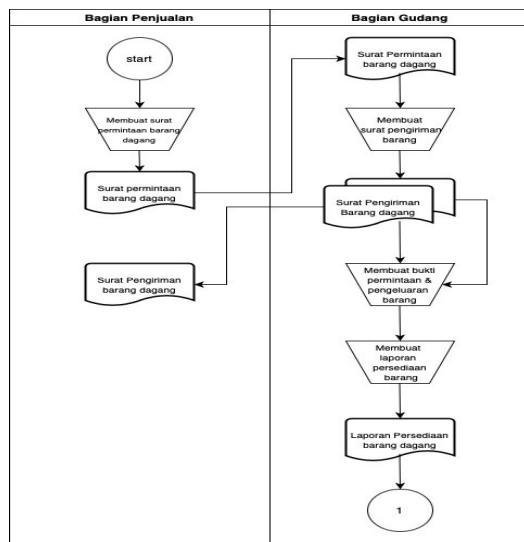 Bagian Penjualan
Bagian Gudang
start
Membuat surat
permintaan barang
dagang
Surat permintaan
barang dagang
Surat Pengiriman
barang dagang
Surat Permintaan
barang dagang
Membuat
surat pengiriman
barang
Surat Pengiriman
Barang dagang
Membuat bukti
permintaan &
pengeluaran
barang
Membuat
laporan
persediaan
barang
Laporan Persediaan
barang dagang
1